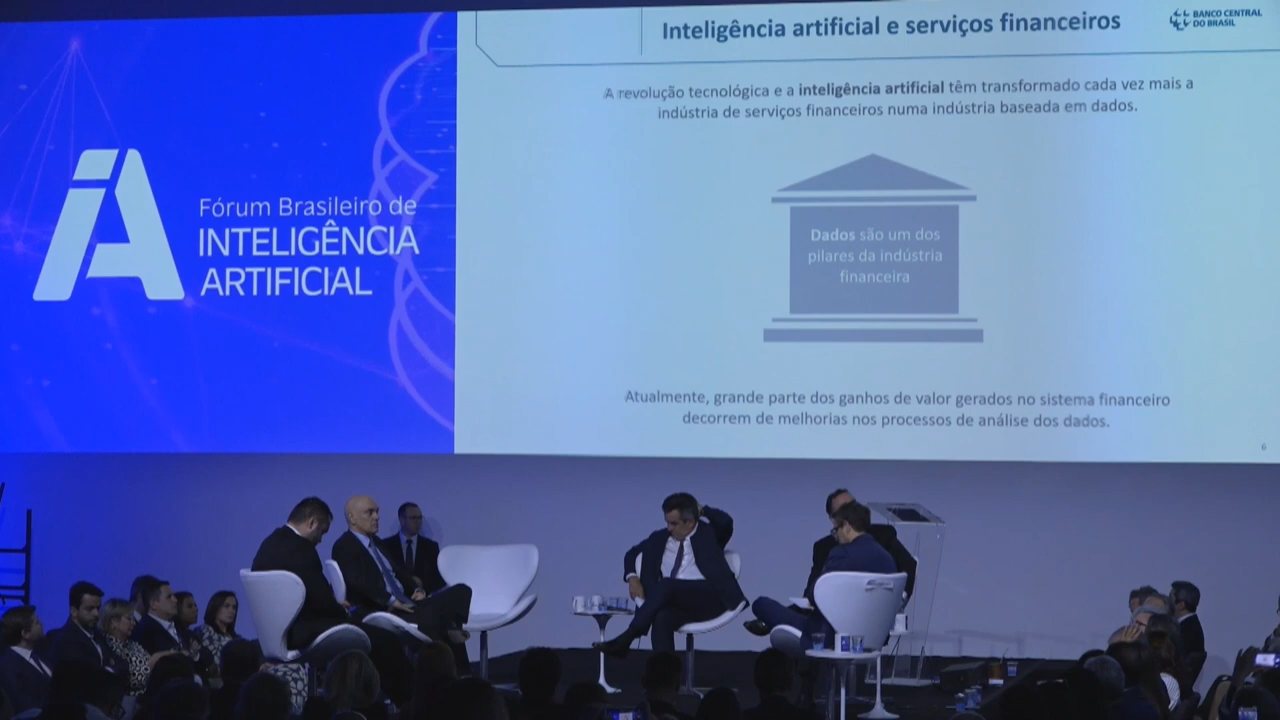 Fórum Brasileiro de
INTELIGÊNCIA
ARTIFICIAL
Inteligência artificial e serviços financeiros
BANCO CENTRAL
DO BRASIL
A revolução tecnológica e a inteligência artificial têm transformado cada vez mais a
indústria de serviços financeiros numa indústria baseada em dados.
Dados são um dos
pilares da indústria
financeira
Atualmente, grande parte dos ganhos de valor gerados no sistema financeiro
decorrem de melhorias nos processos de análise dos dados.
6